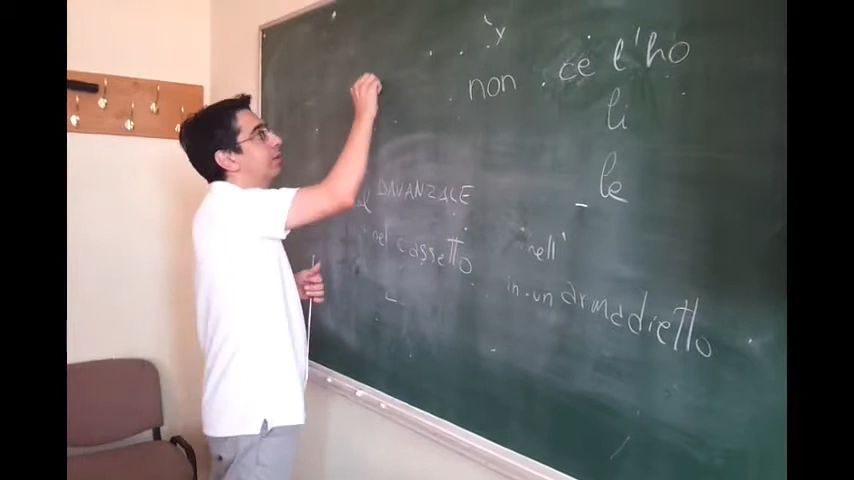 non ce l'ho
li
le
DAVANZALE
nel cassetto
nell'
in un armadietto